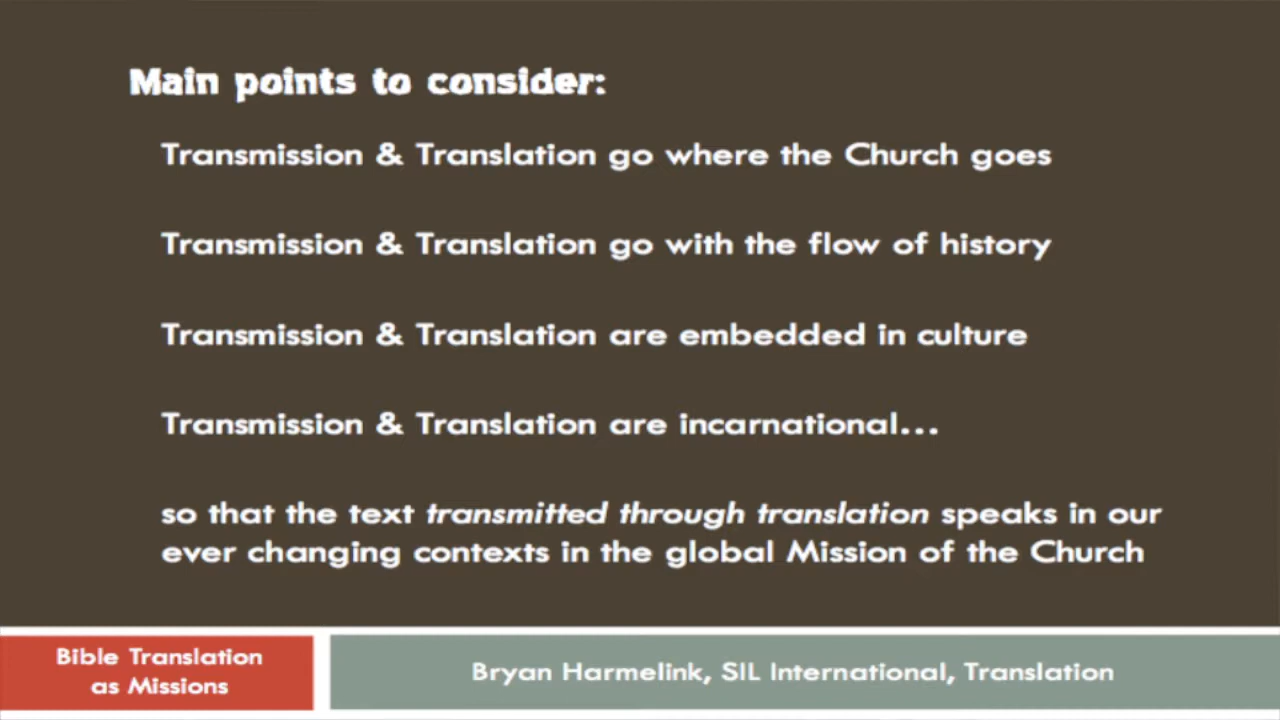 Main points to consider:
Transmission & Translation go where the Church goes
Transmission & Translation go with the flow of history
Transmission & Translation are embedded in culture
Transmission & Translation are incarnational...
so that the text transmitted through translation speaks in our
ever changing contexts in the global Mission of the Church
Bible Translation
as Missions
Bryan Harmelink, SIL International, Translation